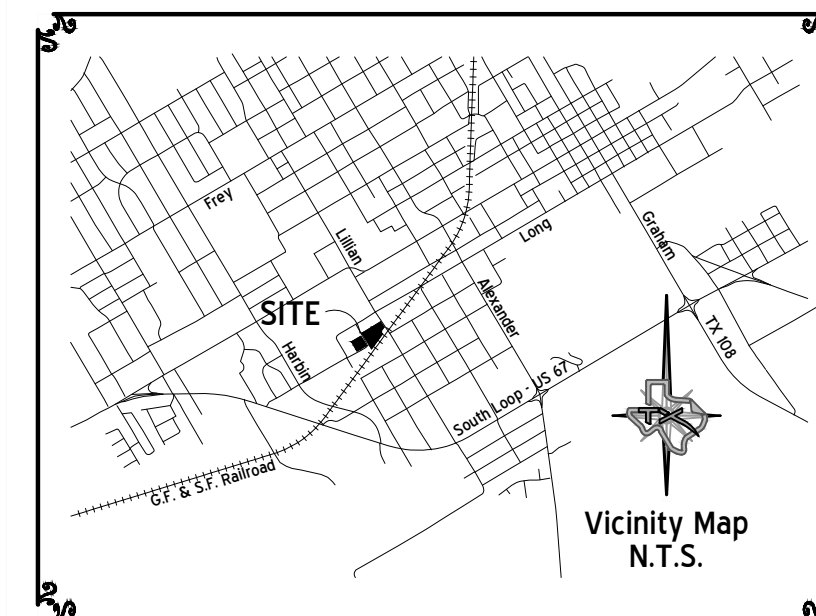 Frey
Lillian
Long
Graham
SITE
Alexander
Harbin
TX 108
South Loop - US 67
G.F. & S.F. Railroad
TX
Vicinity Map
N.T.S.